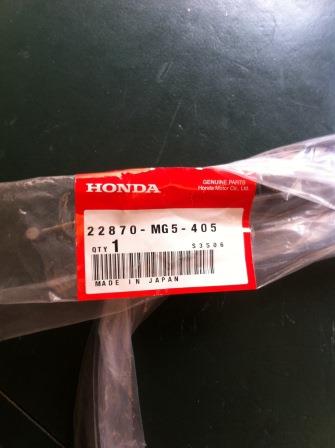 HONDA
GENUINE PARTS
Honda Motor Co., Ltd.
22870-MG5-405
QTY 1 S3506
MADE IN JAPAN